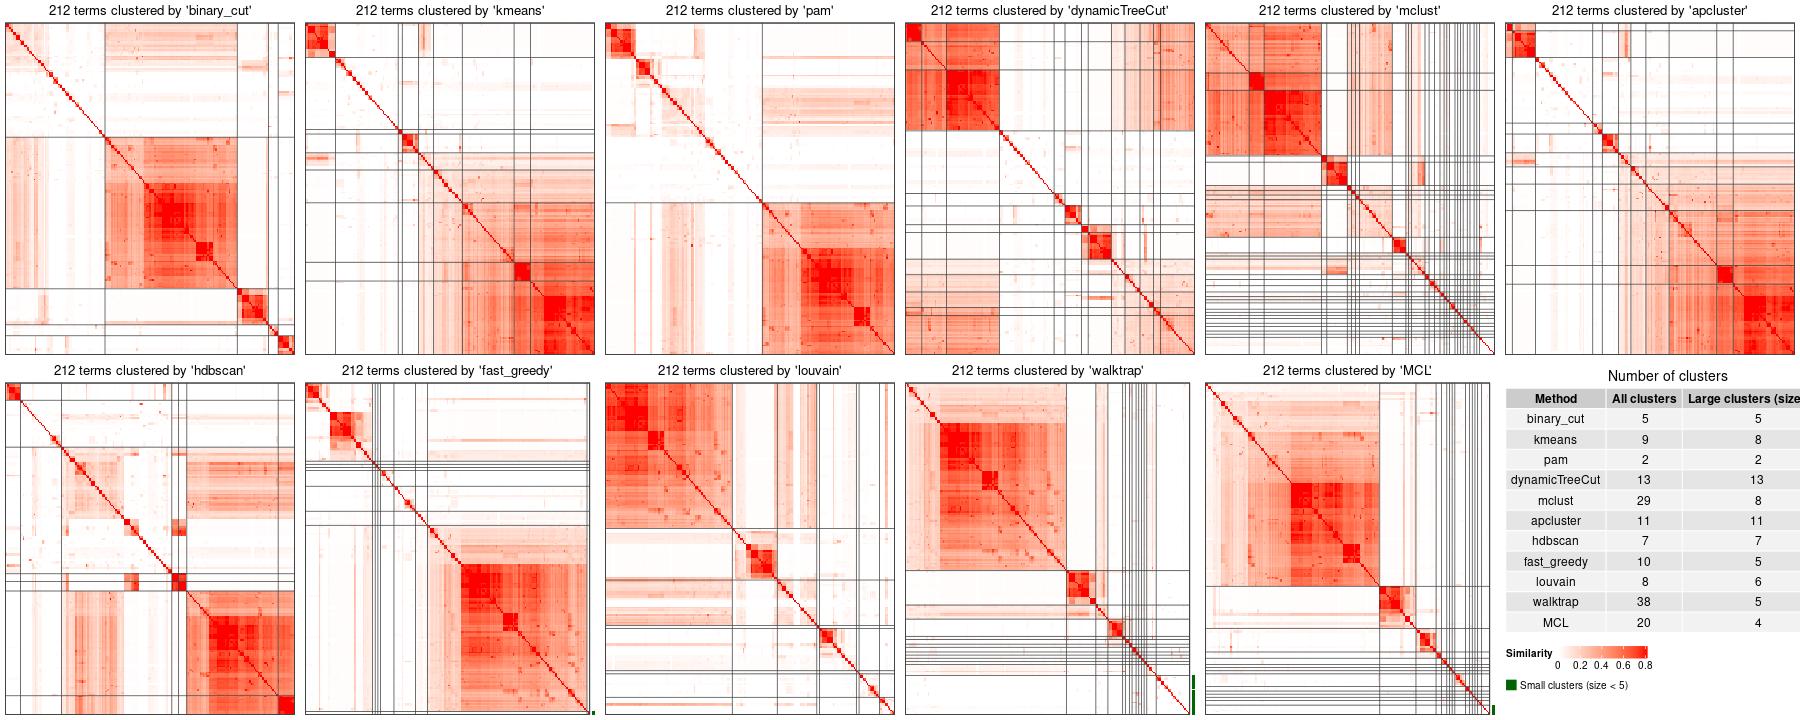 212 terms clustered by 'binary_cut'
212 terms clustered by 'kmeans'
212 terms clustered by 'pam'
212 terms clustered by 'dynamicTreeCut'
212 terms clustered by 'mclust'
212 terms clustered by 'apcluster'
212 terms clustered by 'hdbscan'
212 terms clustered by 'fast_greedy'
212 terms clustered by 'louvain'
212 terms clustered by 'walktrap'
212 terms clustered by 'MCL'
Number of clusters
Method All clusters Large clusters (size
binary_cut 5 5
kmeans 9 8
pam 2 2
dynamicTreeCut 13 13
mclust 29 8
apcluster 11 11
hdbscan 7 7
fast_greedy 10 5
louvain 8 6
walktrap 38 5
MCL 20 4
Similarity
0 0.2 0.4 0.6 0.8
Small clusters (size < 5)